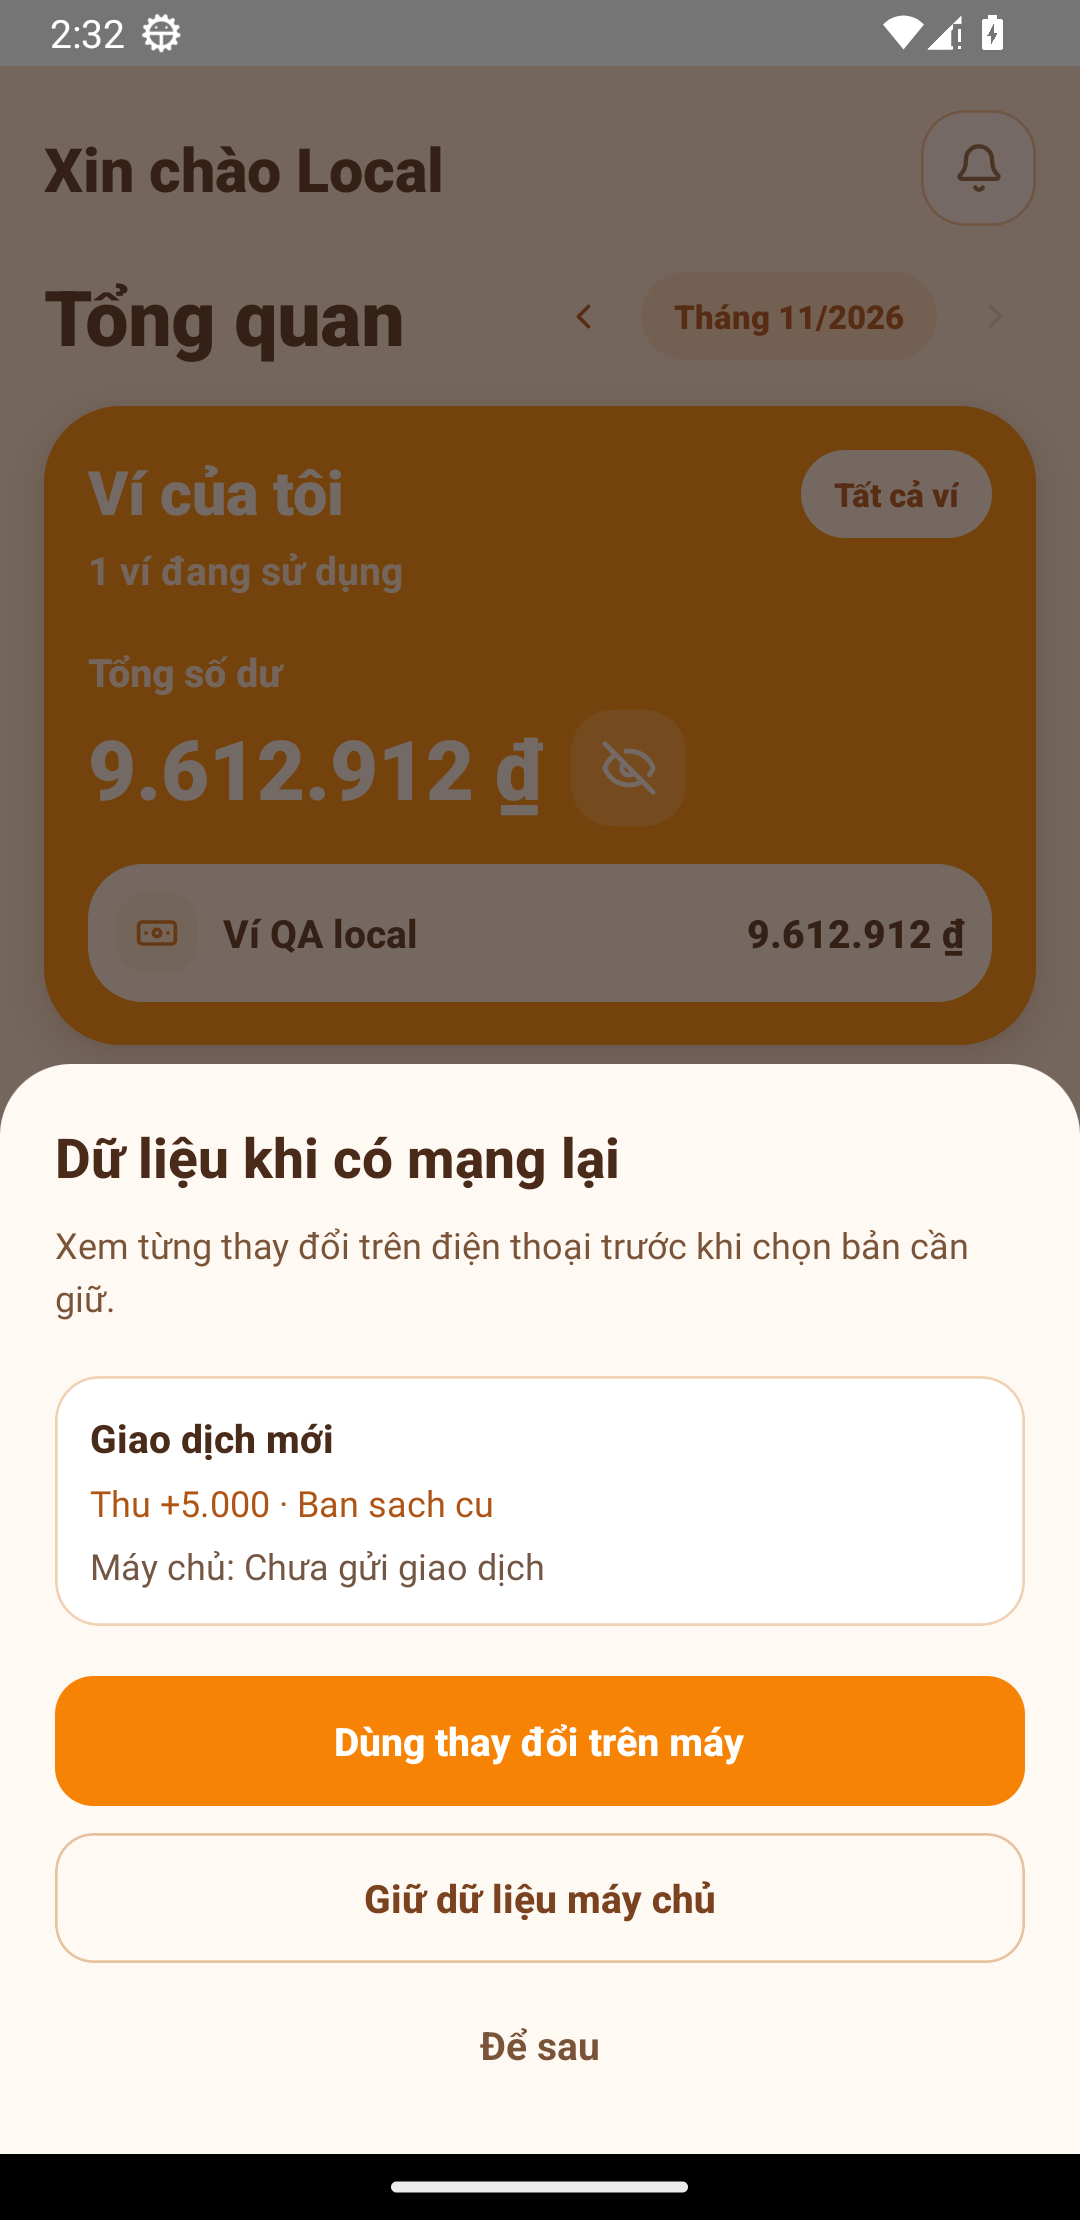 2:32
Xin chào Local
Tổng quan
Tháng 11/2026
Ví của tôi
Tất cả ví
1 ví đang sử dụng
Tổng số dư
9.612.912 ₫
Ví QA local
9.612.912 ₫
Dữ liệu khi có mạng lại
Xem từng thay đổi trên điện thoại trước khi chọn bản cần
giữ.
Giao dịch mới
Thu +5.000 · Ban sach cu
Máy chủ: Chưa gửi giao dịch
Dùng thay đổi trên máy
Giữ dữ liệu máy chủ
Để sau